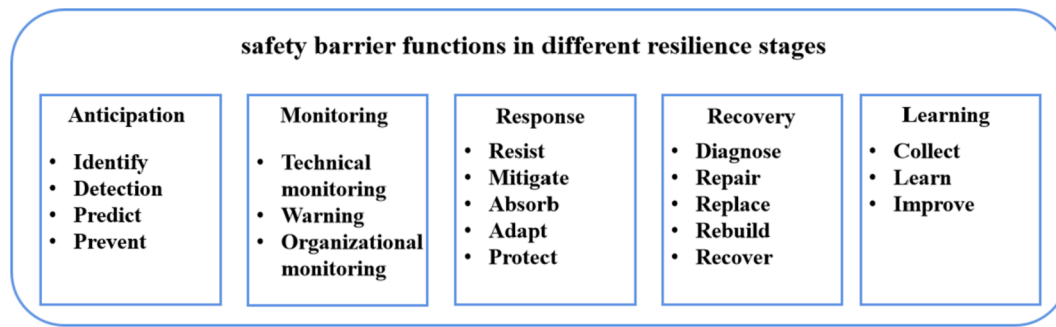 safety barrier functions in different resilience stages
Anticipation
• Identify
• Detection
• Predict
• Prevent
Monitoring
• Technical
monitoring
• Warning
• Organizational
monitoring
Response
• Resist
• Mitigate
• Absorb
• Adapt
• Protect
Recovery
• Diagnose
• Repair
• Replace
• Rebuild
• Recover
Learning
• Collect
• Learn
• Improve